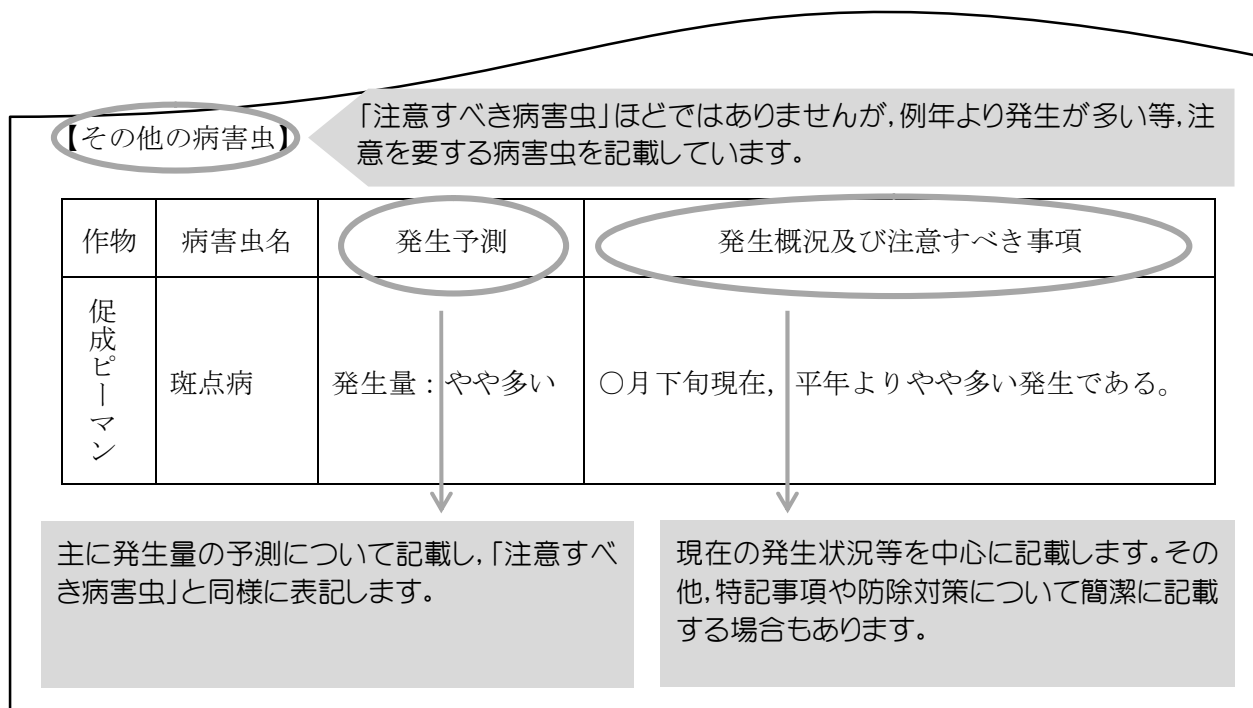 【その他の病害虫】
「注意すべき病害虫」ほどではありませんが,例年より発生が多い等,注
意を要する病害虫を記載しています。
作物 病害虫名 発生予測 発生概況及び注意すべき事項
促成ピーマン 斑点病 発生量：やや多い ○月下旬現在,平年よりやや多い発生である。
主に発生量の予測について記載し,「注意すべ
き病害虫」と同様に表記します。
現在の発生状況等を中心に記載します。その
他,特記事項や防除対策について簡潔に記載
する場合もあります。